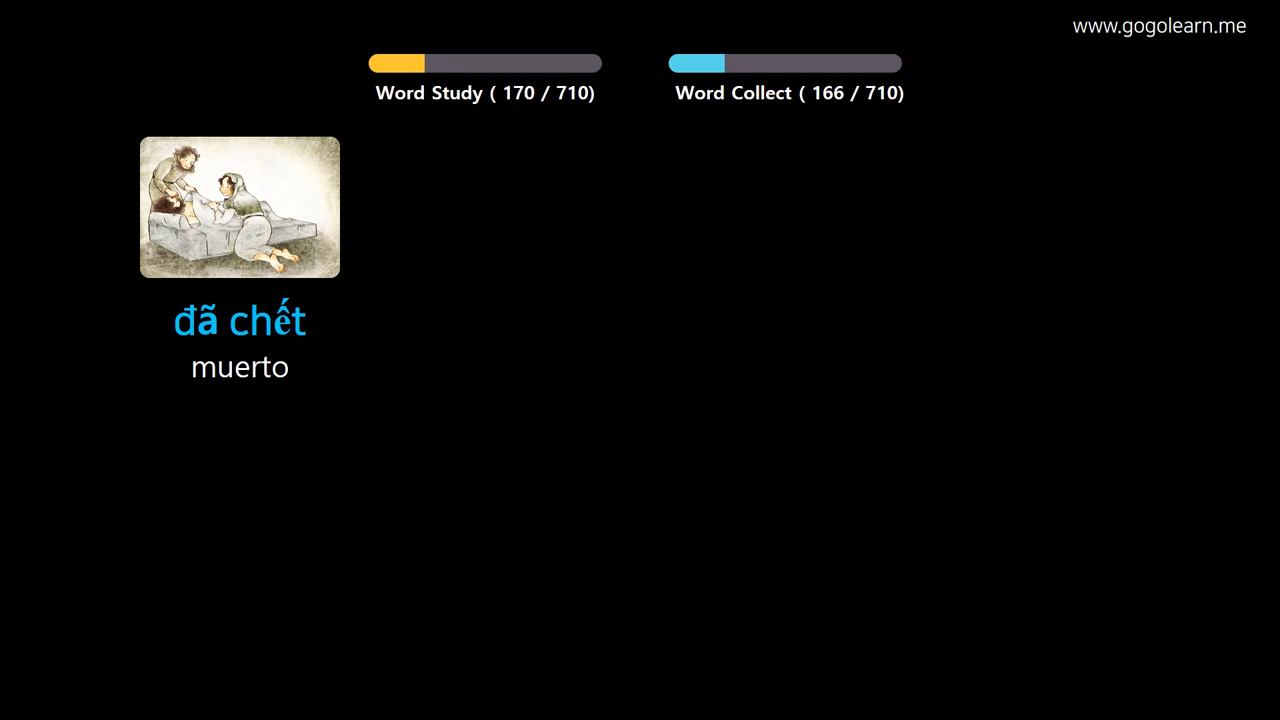 www.gogolearn.me
Word Study ( 170 / 710)
Word Collect ( 166 / 710)
đã chết
muerto